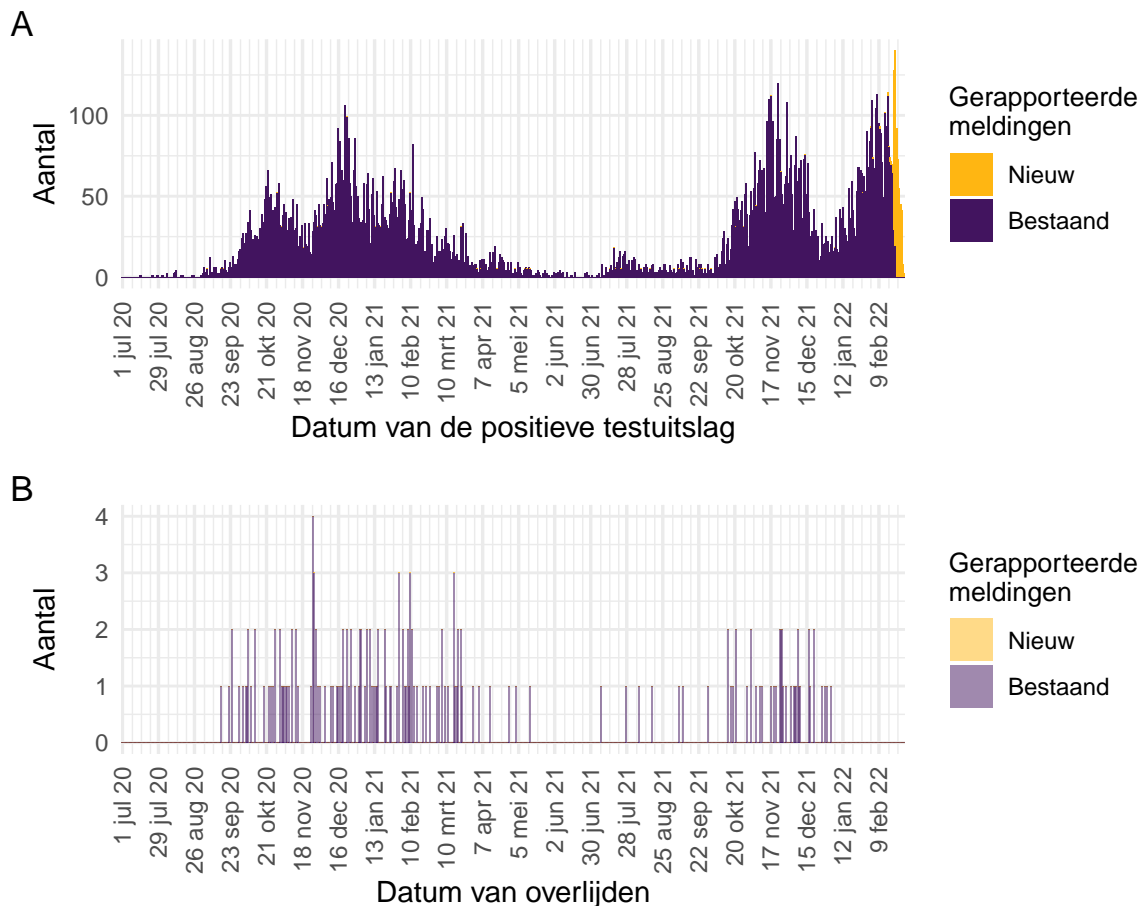 A
Aantal
100
50
0
1 jul 20
29 jul 20
26 aug 20
23 sep 20
21 okt 20
18 nov 20
16 dec 20
13 jan 21
10 feb 21
10 mrt 21
7 apr 21
5 mei 21
2 jun 21
30 jun 21
28 jul 21
25 aug 21
22 sep 21
20 okt 21
17 nov 21
15 dec 21
12 jan 22
9 feb 22
Datum van de positieve testuitslag
Gerapporteerde
meldingen
Nieuw
Bestaand
B
Aantal
4
3
2
1
0
1 jul 20
29 jul 20
26 aug 20
23 sep 20
21 okt 20
18 nov 20
16 dec 20
13 jan 21
10 feb 21
10 mrt 21
7 apr 21
5 mei 21
2 jun 21
30 jun 21
28 jul 21
25 aug 21
22 sep 21
20 okt 21
17 nov 21
15 dec 21
12 jan 22
9 feb 22
Datum van overlijden
Gerapporteerde
meldingen
Nieuw
Bestaand